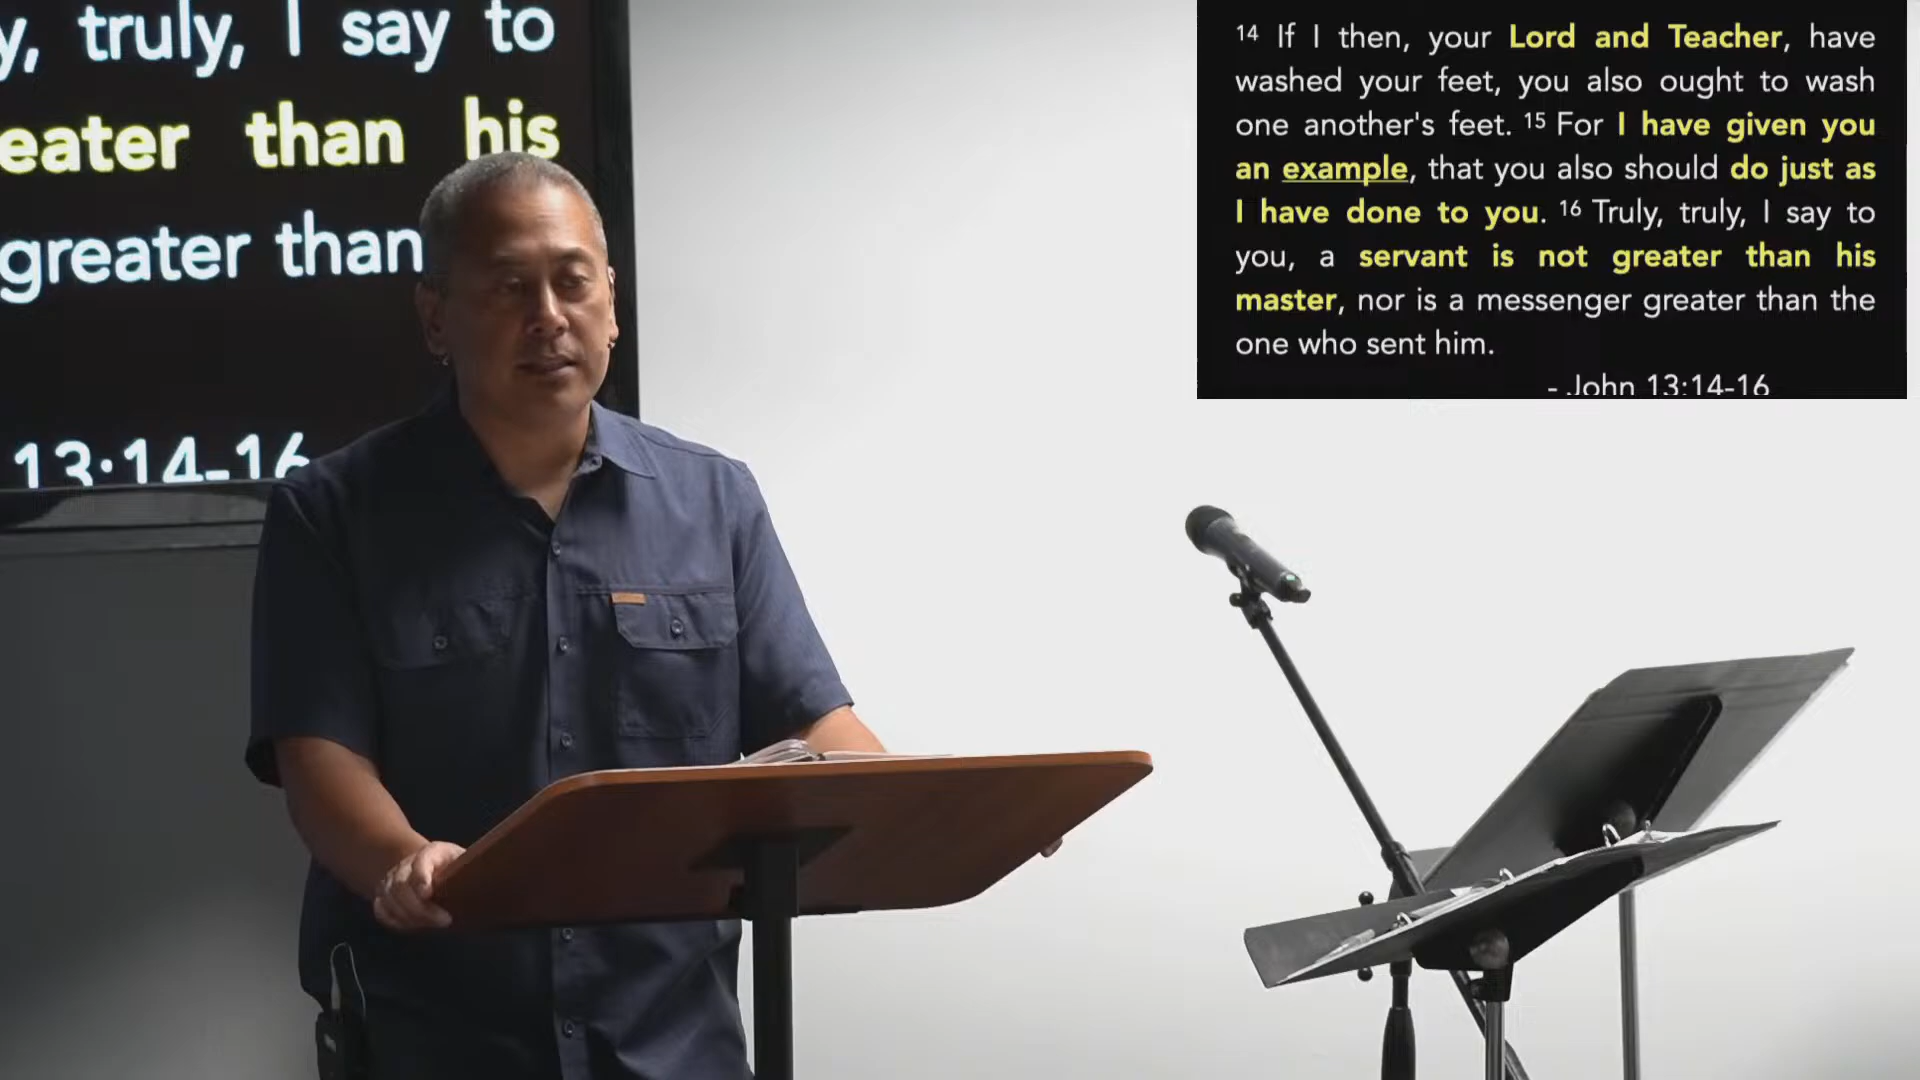 y, truly, I say to
eater than his
greater than
13:14-16
14 If I then, your Lord and Teacher, have
washed your feet, you also ought to wash
one another's feet. 15 For I have given you
an example, that you also should do just as
I have done to you. 16 Truly, truly, I say to
you, a servant is not greater than his
master, nor is a messenger greater than the
one who sent him.
- John 13:14-16